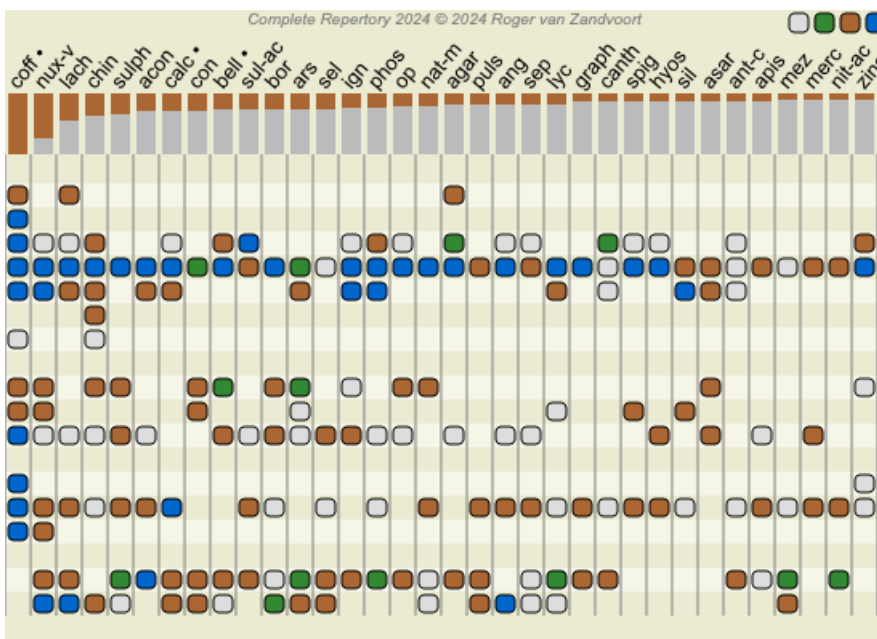 Complete Repertory 2024 © 2024 Roger van Zandvoort
coff •
nux-v
lach
chin
sulph
acon
calc •
con
bell •
sul-ac
bor
ars
sel
ign
phos
op
nat-m
agar
puls
ang
sep
lyc
graph
canth
spig
hyos
sil
asar
ant-c
apis
mez
merc
nit-ac
zinc